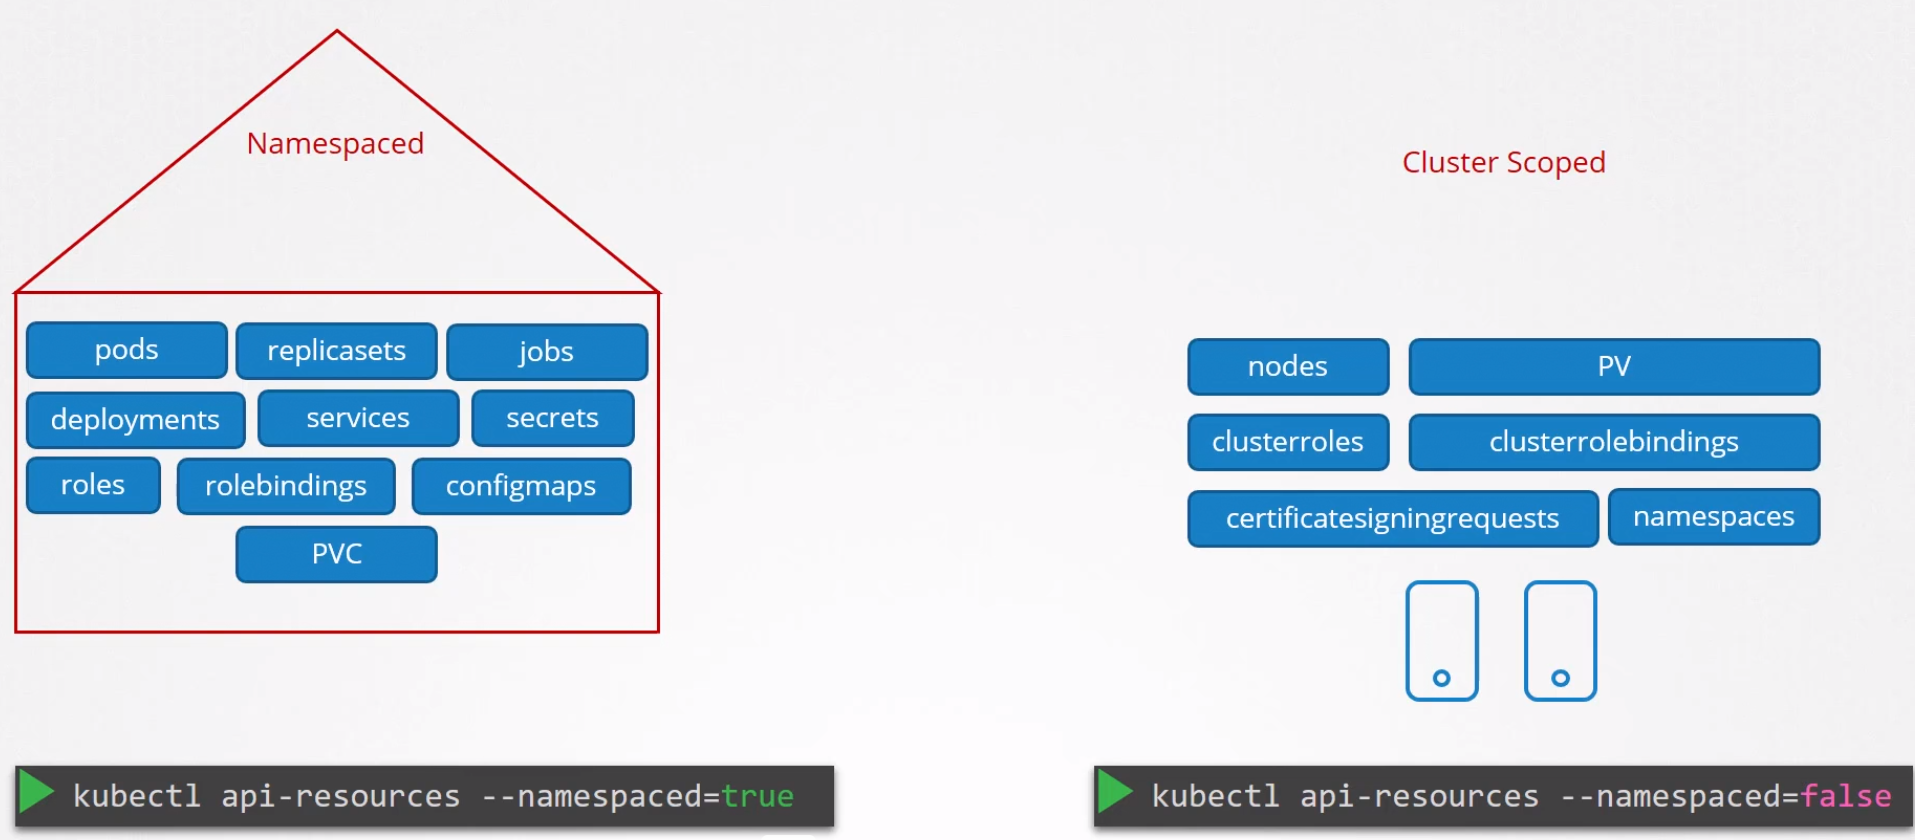 Namespaced
pods
replicasets
jobs
deployments
services
secrets
roles
rolebindings
configmaps
PVC
kubectl api-resources --namespaced=true
Cluster Scoped
nodes
PV
clusterroles
clusterrolebindings
certificatesigningrequests
namespaces
kubectl api-resources --namespaced=false